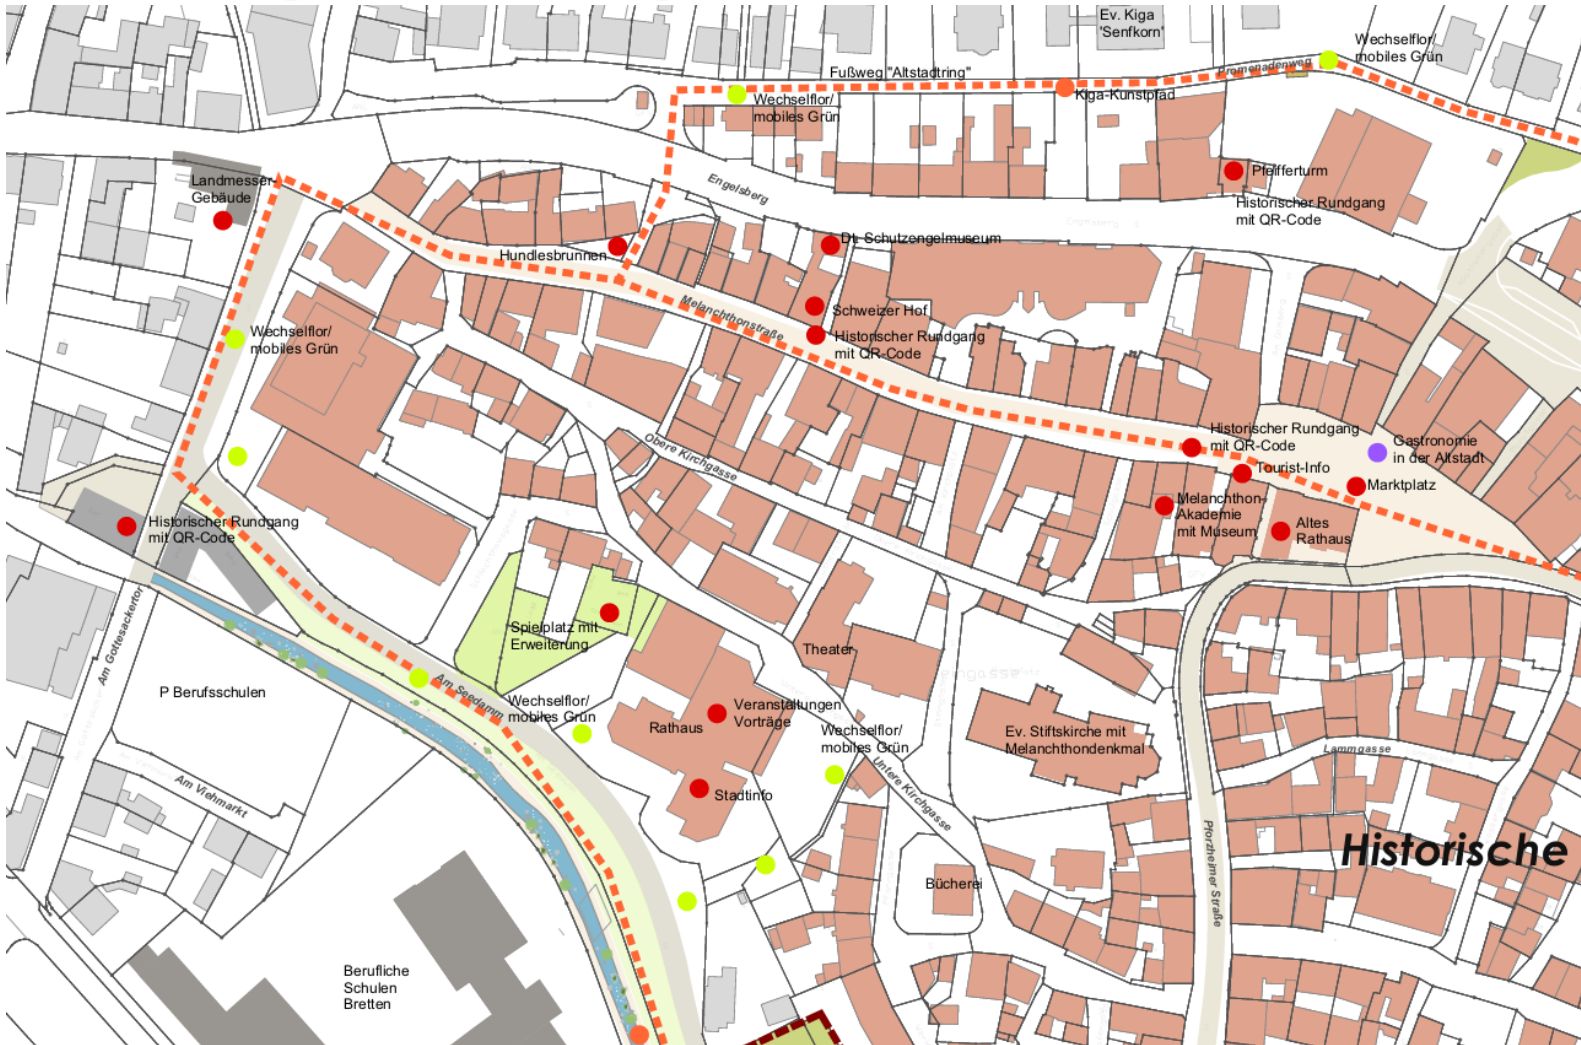 Ev. Kiga
'Senfkorn'
Wechselflor/
mobiles Grün
Promenadenweg
Fußweg "Altstadtring"
Wechselflor/
mobiles Grün
Kiga-Kunstpfad
Landmesser-
Gebäude
Engelsberg
Pfeifferturm
Historischer Rundgang
mit QR-Code
Engelsberg
Hundlesbrunnen
Dt. Schutzengelmuseum
Melanchthonstraße
Schweizer Hof
Historischer Rundgang
mit QR-Code
Wechselflor/
mobiles Grün
Obere Kirchgasse
Historischer Rundgang
mit QR-Code
Gastronomie
in der Altstadt
Tourist-Info
Marktplatz
Melanchthon-
Akademie
mit Museum
Altes
Rathaus
Historischer Rundgang
mit QR-Code
Am Gottesackertor
Spielplatz mit
Erweiterung
Theater
P Berufsschulen
Am Seedamm
Wechselflor/
mobiles Grün
Rathaus
Veranstaltungen
Vorträge
Wechselflor/
mobiles Grün
Ev. Stiftskirche mit
Melanchthondenkmal
Lammgasse
Am Viehmarkt
Stadtinfo
Untere Kirchgasse
Pforzheimer Straße
Historische
Bücherei
Berufliche
Schulen
Bretten